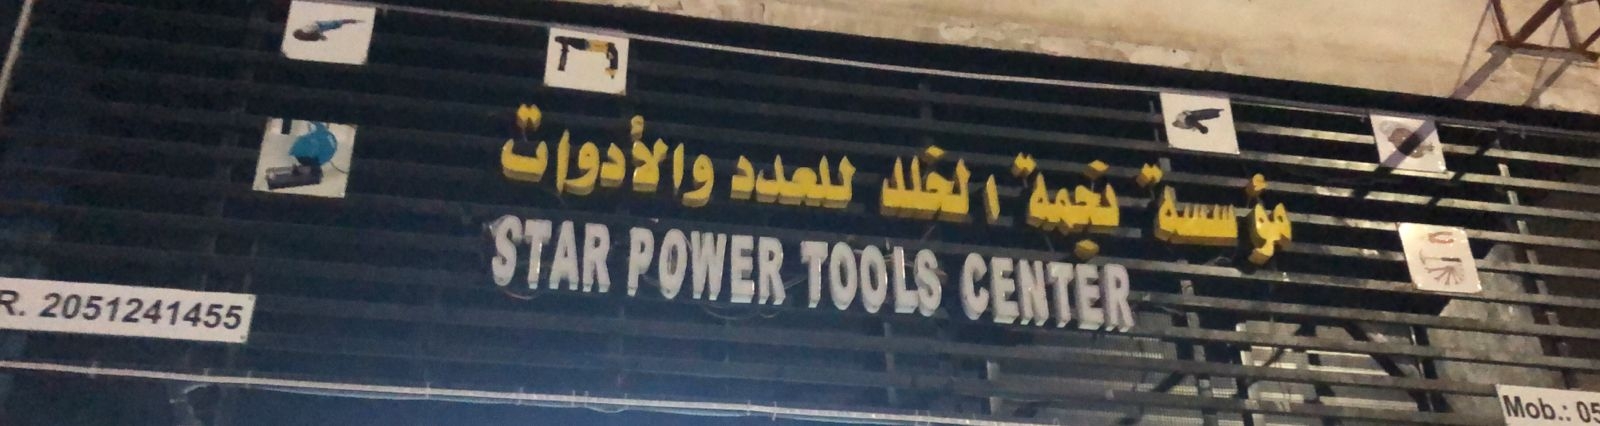 مؤسسة نجمة الخلد للعدد والأدوات
STAR POWER TOOLS CENTER
R. 2051241455
Mob.: 05